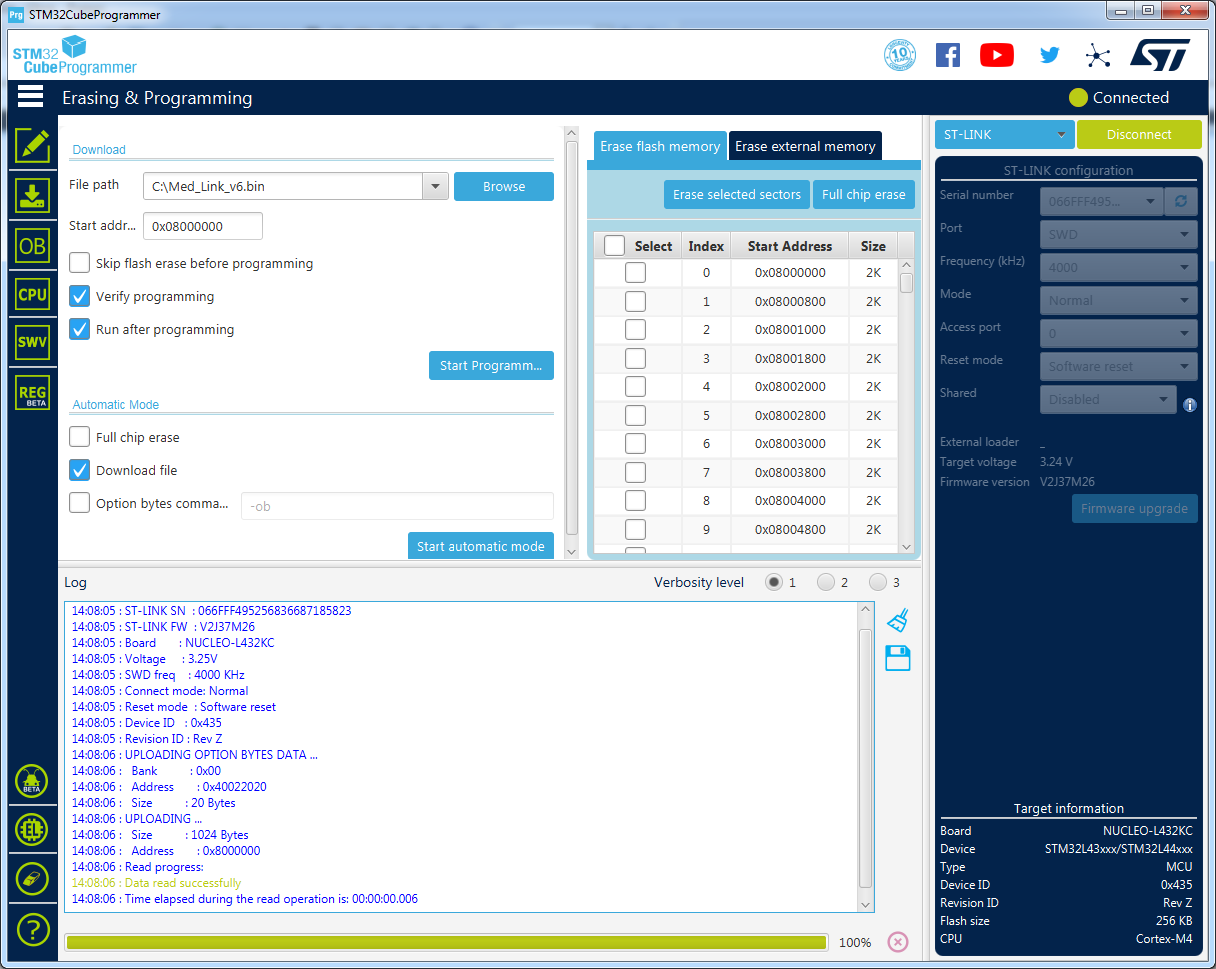 Prg STM32CubeProgrammer
STM32
CubeProgrammer
10 YEARS
ST
Erasing & Programming
Connected
OB
CPU
SWV
REG
BETA
BETA
EL
?
Download
File path C:\Med_Link_v6.bin Browse
Start addr... 0x08000000
Skip flash erase before programming
Verify programming
Run after programming
Start Programm...
Automatic Mode
Full chip erase
Download file
Option bytes comma... -ob
Start automatic mode
Erase flash memory Erase external memory
Erase selected sectors Full chip erase
Select Index Start Address Size
0 0x08000000 2K
1 0x08000800 2K
2 0x08001000 2K
3 0x08001800 2K
4 0x08002000 2K
5 0x08002800 2K
6 0x08003000 2K
7 0x08003800 2K
8 0x08004000 2K
9 0x08004800 2K
ST-LINK Disconnect
ST-LINK configuration
Serial number 066FFF495...
Port SWD
Frequency (kHz) 4000
Mode Normal
Access port 0
Reset mode Software reset
Shared Disabled
External loader _
Target voltage 3.24 V
Firmware version V2J37M26
Firmware upgrade
Target information
Board NUCLEO-L432KC
Device STM32L43xxx/STM32L44xxx
Type MCU
Device ID 0x435
Revision ID Rev Z
Flash size 256 KB
CPU Cortex-M4
Log Verbosity level 1 2 3
14:08:05 : ST-LINK SN : 066FFF495256836687185823
14:08:05 : ST-LINK FW : V2J37M26
14:08:05 : Board : NUCLEO-L432KC
14:08:05 : Voltage : 3.25V
14:08:05 : SWD freq : 4000 KHz
14:08:05 : Connect mode: Normal
14:08:05 : Reset mode : Software reset
14:08:05 : Device ID : 0x435
14:08:05 : Revision ID : Rev Z
14:08:06 : UPLOADING OPTION BYTES DATA ...
14:08:06 : Bank : 0x00
14:08:06 : Address : 0x40022020
14:08:06 : Size : 20 Bytes
14:08:06 : UPLOADING ...
14:08:06 : Size : 1024 Bytes
14:08:06 : Address : 0x8000000
14:08:06 : Read progress:
14:08:06 : Data read successfully
14:08:06 : Time elapsed during the read operation is: 00:00:00.006
100%